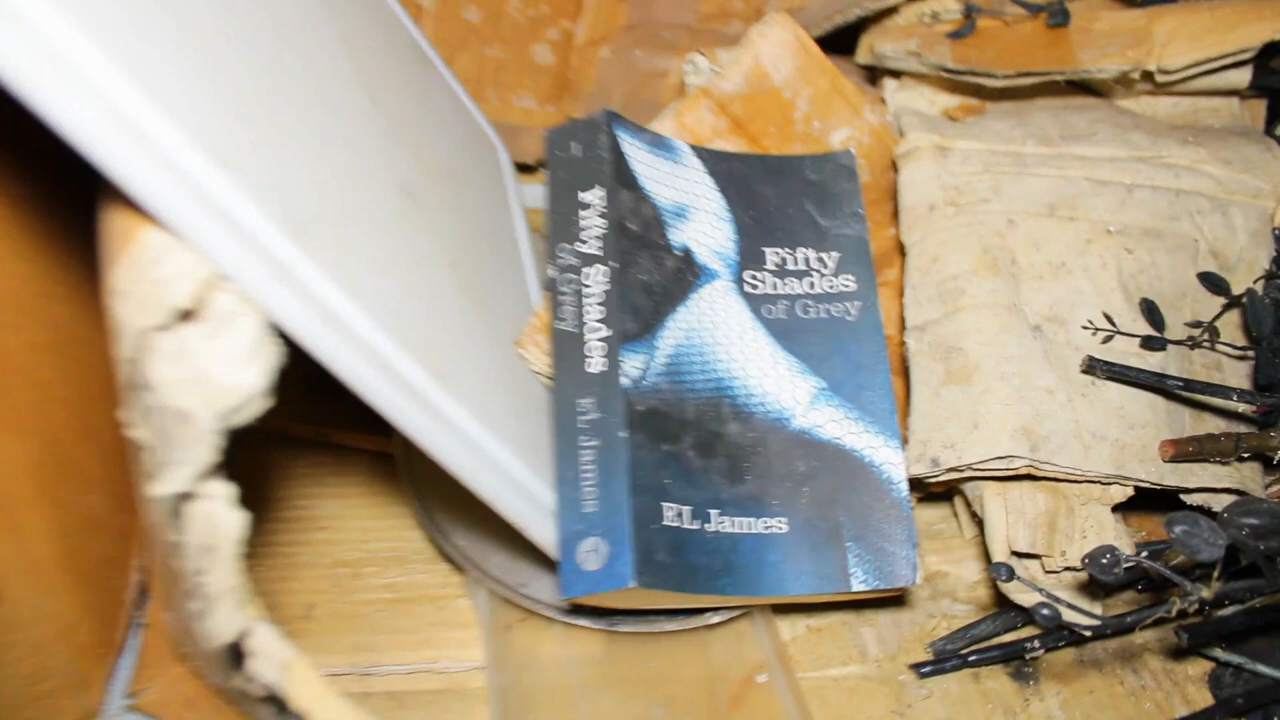 Fifty Shades
of Grey
EL James
Fifty
Shades
of Grey
EL James